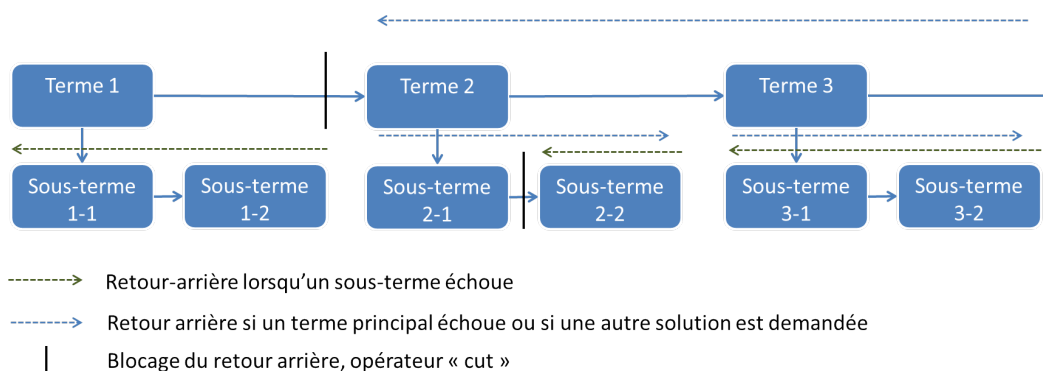 Terme 1
Terme 2
Terme 3
Sous-terme
1-1
Sous-terme
1-2
Sous-terme
2-1
Sous-terme
2-2
Sous-terme
3-1
Sous-terme
3-2
Retour-arrière lorsqu’un sous-terme échoue
Retour arrière si un terme principal échoue ou si une autre solution est demandée
Blocage du retour arrière, opérateur « cut »